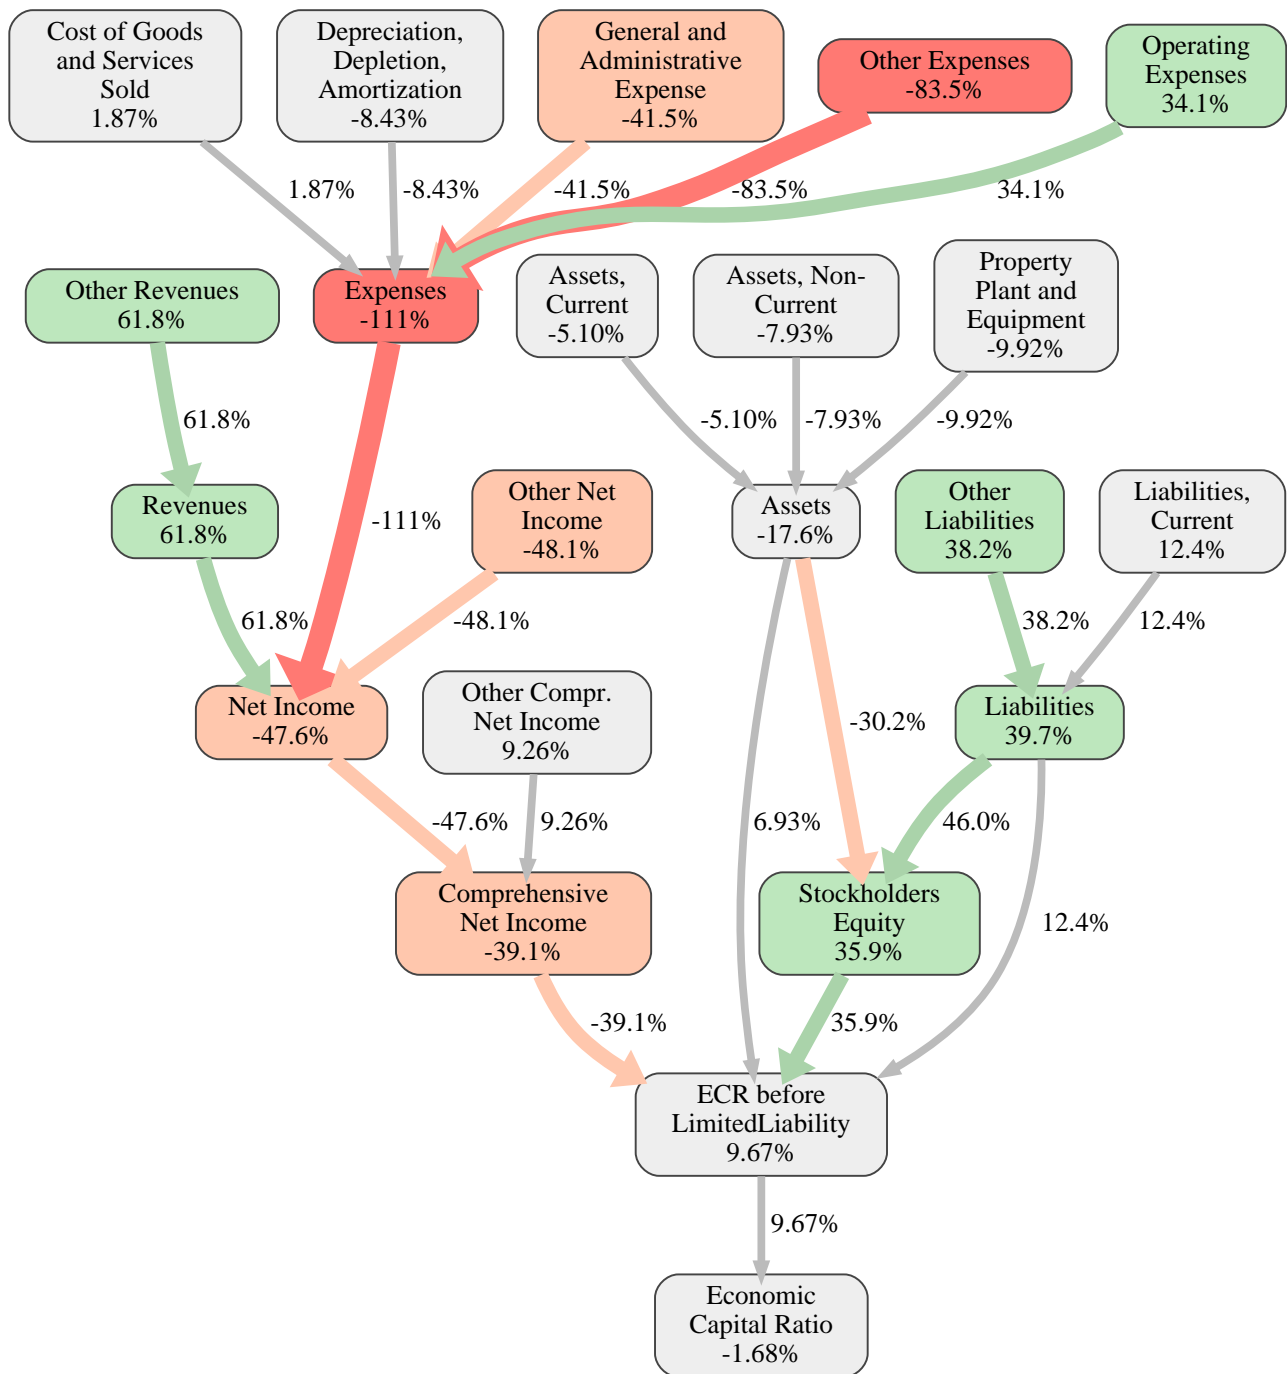 Cost of Goods
and Services
Sold
1.87%
Depreciation,
Depletion,
Amortization
-8.43%
General and
Administrative
Expense
-41.5%
Other Expenses
-83.5%
Operating
Expenses
34.1%
1.87%
-8.43%
-41.5%
-83.5%
34.1%
Other Revenues
61.8%
Expenses
-111%
Assets,
Current
-5.10%
Assets, Non-
Current
-7.93%
Property
Plant and
Equipment
-9.92%
61.8%
-5.10%
-7.93%
-9.92%
Revenues
61.8%
-111%
Other Net
Income
-48.1%
Assets
-17.6%
Other
Liabilities
38.2%
Liabilities,
Current
12.4%
61.8%
-48.1%
38.2%
12.4%
Net Income
-47.6%
Other Compr.
Net Income
9.26%
-30.2%
Liabilities
39.7%
-47.6%
9.26%
6.93%
46.0%
Comprehensive
Net Income
-39.1%
Stockholders
Equity
35.9%
12.4%
-39.1%
35.9%
ECR before
LimitedLiability
9.67%
9.67%
Economic
Capital Ratio
-1.68%